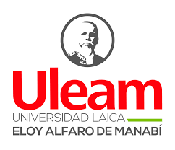 Uleam
UNIVERSIDAD LAICA
ELOY ALFARO DE MANABÍ